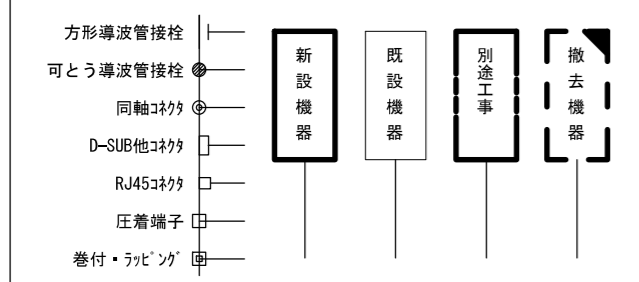 方形導波管接栓
可とう導波管接栓
同軸ｺﾈｸﾀ
D-SUB他ｺﾈｸﾀ
RJ45ｺﾈｸﾀ
圧着端子
巻付・ﾗｯﾋﾟﾝｸﾞ
新設機器
既設機器
別途工事
撤去機器